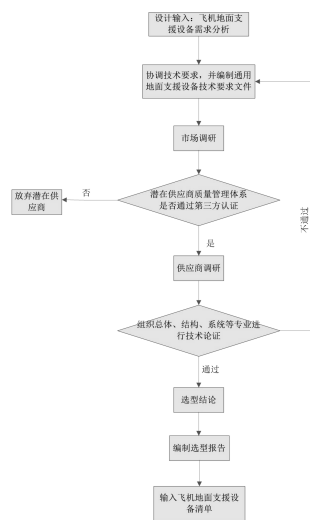 设计输入：飞机地面支
援设备需求分析
协调技术要求，并编制通用
地面支援设备技术要求文件
市场调研
潜在供应商质量管理体系
是否通过第三方认证
否
放弃潜在供
应商
是
供应商调研
不通过
组织总体、结构、系统等专业进
行技术论证
通过
选型结论
编制选型报告
输入飞机地面支援设
备清单